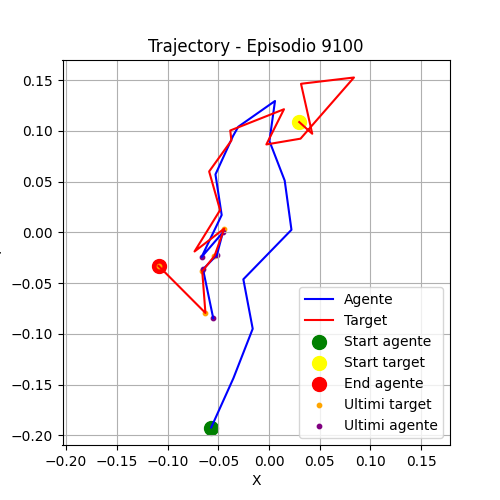 Trajectory - Episodio 9100
0.15
0.10
0.05
0.00
−0.05
−0.10
−0.15
−0.20
−0.20 −0.15 −0.10 −0.05 0.00 0.05 0.10 0.15
X
Agente
Target
Start agente
Start target
End agente
Ultimi target
Ultimi agente